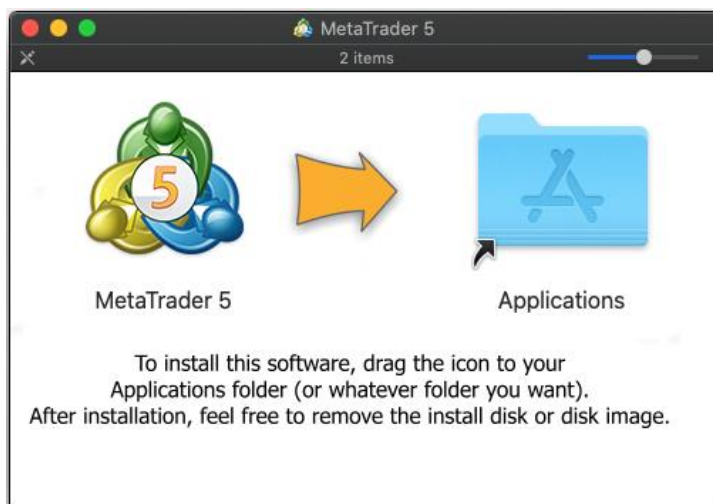 MetaTrader 5
2 items
5
MetaTrader 5
Applications
To install this software, drag the icon to your
Applications folder (or whatever folder you want).
After installation, feel free to remove the install disk or disk image.